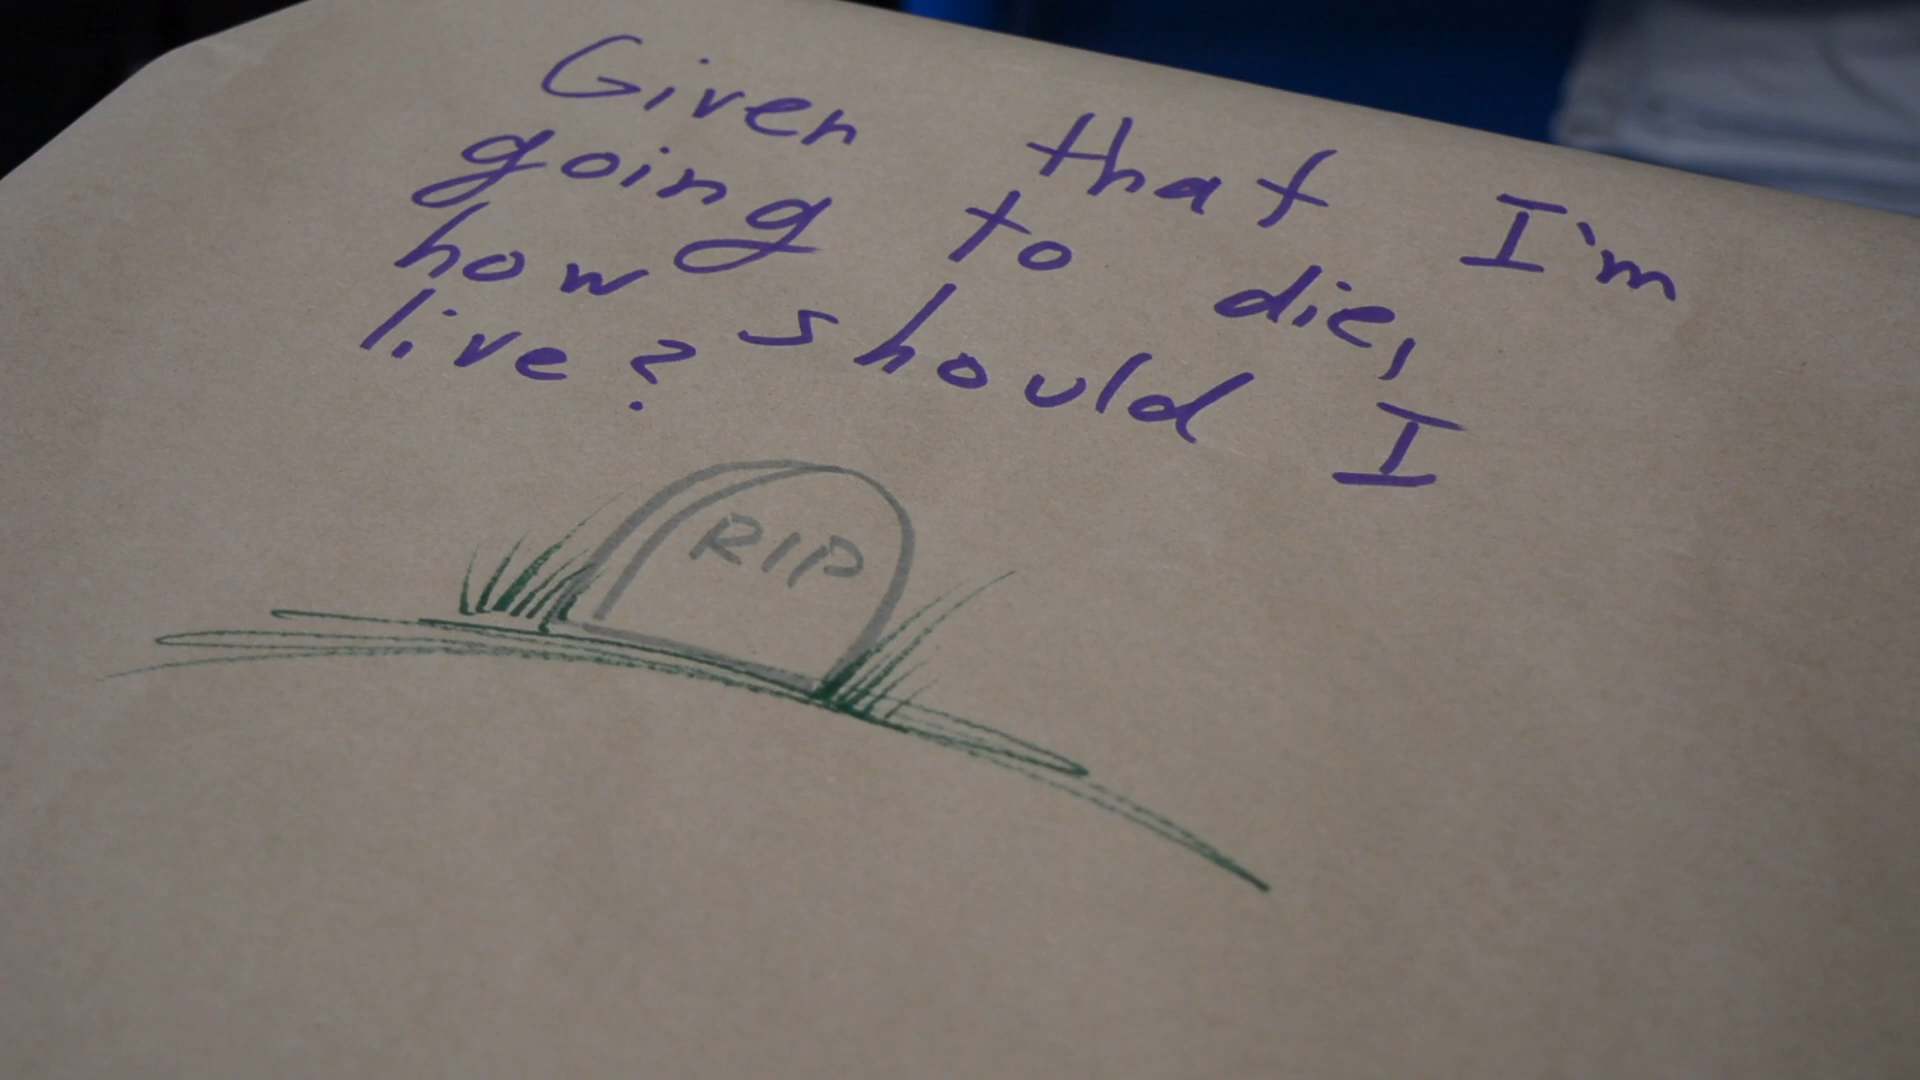 Given that I'm
going to die,
how should I
live?
RIP